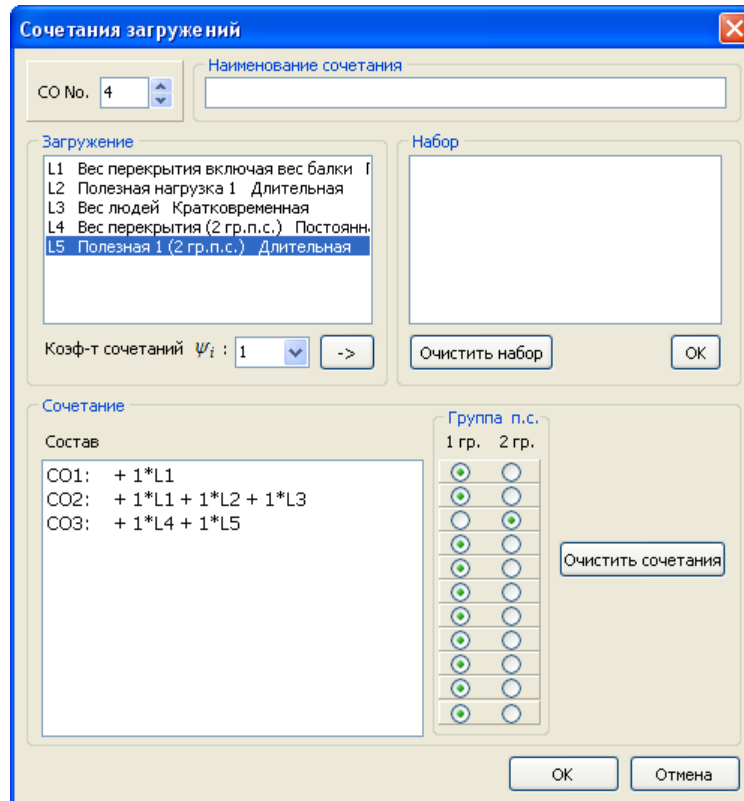 Сочетания загружений
Наименование сочетания
CO No. 4
Загружение
L1 Вес перекрытия включая вес балки
L2 Полезная нагрузка 1 Длительная
L3 Вес людей Кратковременная
L4 Вес перекрытия (2 гр.п.с.) Постоянн
L5 Полезная 1 (2 гр.п.с.) Длительная
Коэф-т сочетаний Ψi : 1 ->
Набор
Очистить набор OK
Сочетание
Группа п.с.
Состав 1 гр. 2 гр.
CO1: + 1*L1
CO2: + 1*L1 + 1*L2 + 1*L3
CO3: + 1*L4 + 1*L5
Очистить сочетания
OK Отмена